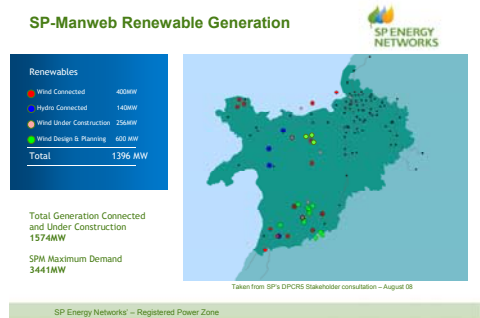 SP-Manweb Renewable Generation
SP ENERGY
NETWORKS
Renewables
Wind Connected 400MW
Hydro Connected 140MW
Wind Under Construction 256MW
Wind Design & Planning 600 MW
Total 1396 MW
Total Generation Connected
and Under Construction
1574MW
SPM Maximum Demand
3441MW
Taken from SP's DPCR5 Stakeholder consultation – August 08
SP Energy Networks' – Registered Power Zone